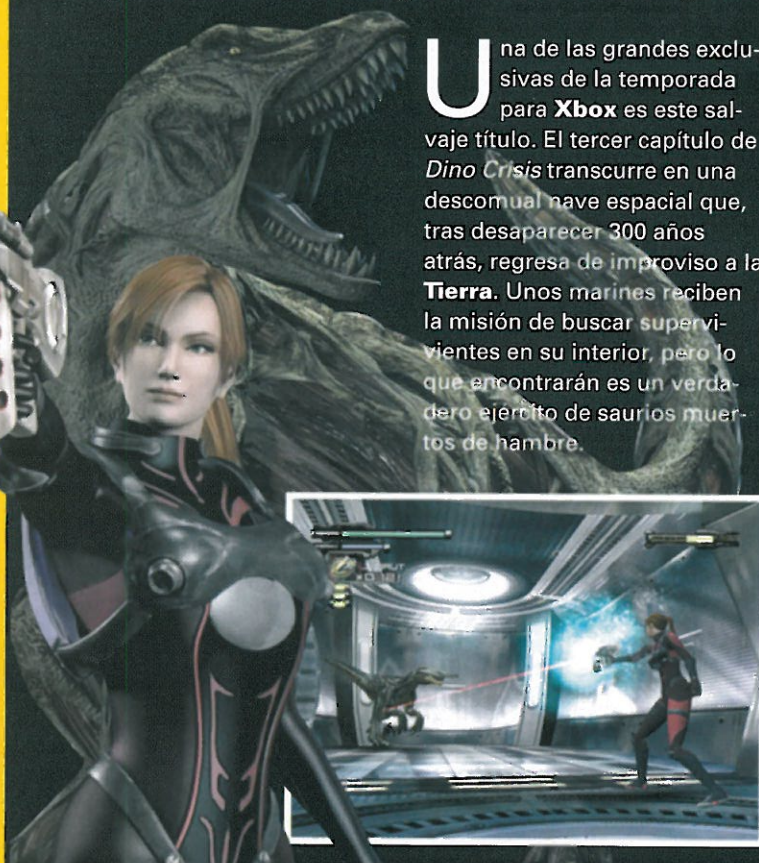 Una de las grandes exclu-
sivas de la temporada
para Xbox es este sal-
vaje título. El tercer capítulo de
Dino Crisis transcurre en una
descomunal nave espacial que,
tras desaparecer 300 años
atrás, regresa de improviso a la
Tierra. Unos marines reciben
la misión de buscar supervi-
vientes en su interior, pero lo
que encontrarán es un verda-
dero ejército de saurios muer-
tos de hambre.